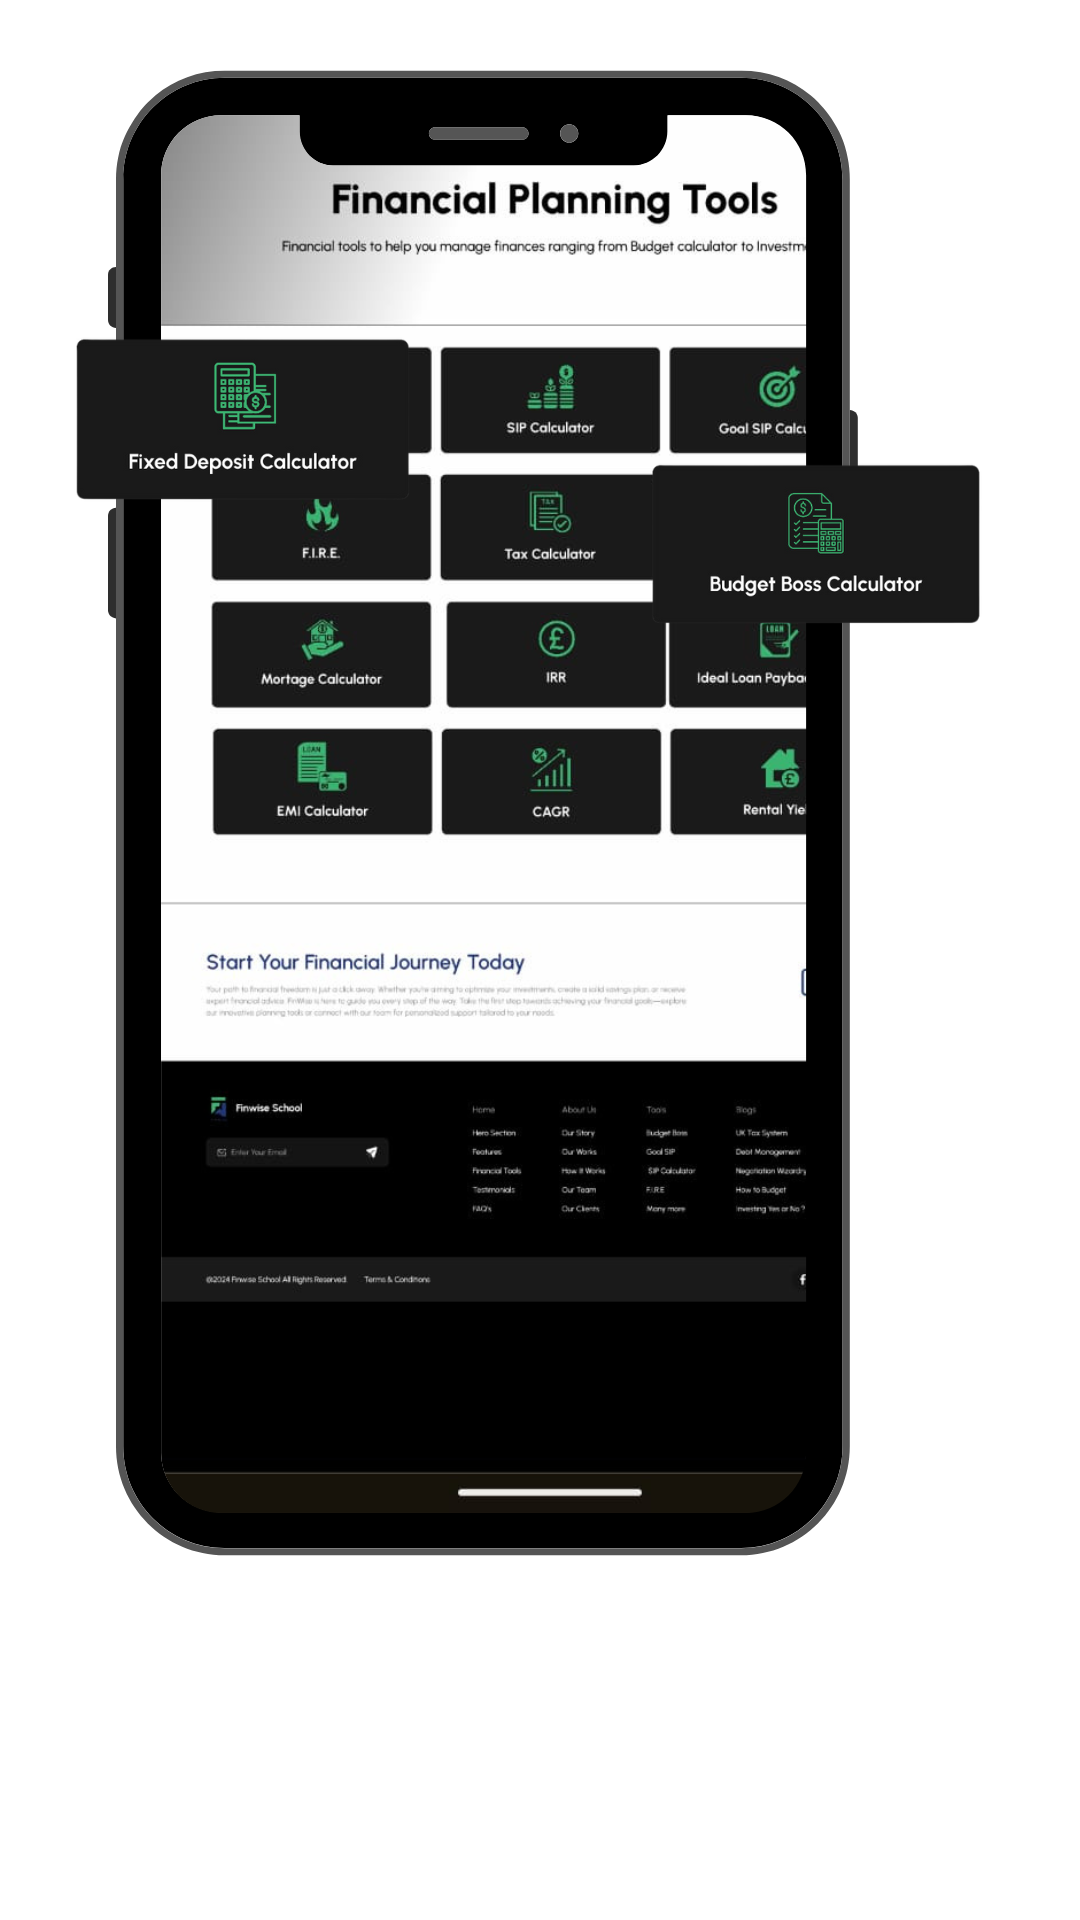 Financial Planning Tools
Financial tools to help you manage finances ranging from Budget calculator to Investm
Fixed Deposit Calculator
SIP Calculator
Goal SIP Calcu
F.I.R.E.
TAX
Tax Calculator
Budget Boss Calculator
Mortage Calculator
IRR
LOAN
Ideal Loan Payba
LOAN
EMI Calculator
CAGR
Rental Yie
Start Your Financial Journey Today
Your path to financial freedom is just a click away. Whether you're aiming to optimize your investments, create a solid savings plan, or receive
expert financial advice, FinWise is here to guide you every step of the way. Take the first step towards achieving your financial goals—explore
our innovative planning tools or connect with our team for personalized support tailored to your needs.
Finwise School
Enter Your Email
Home
Hero Section
Features
Financial Tools
Testimonials
FAQ's
About Us
Our Story
Our Works
How It Works
Our Team
Our Clients
Tools
Budget Boss
Goal SIP
SIP Calculator
F.I.R.E
Many more
Blogs
UK Tax System
Debt Management
Negotiation Wizardry
How to Budget
Investing Yes or No ?
@2024 Finwise School All Rights Reserved.
Terms & Conditions